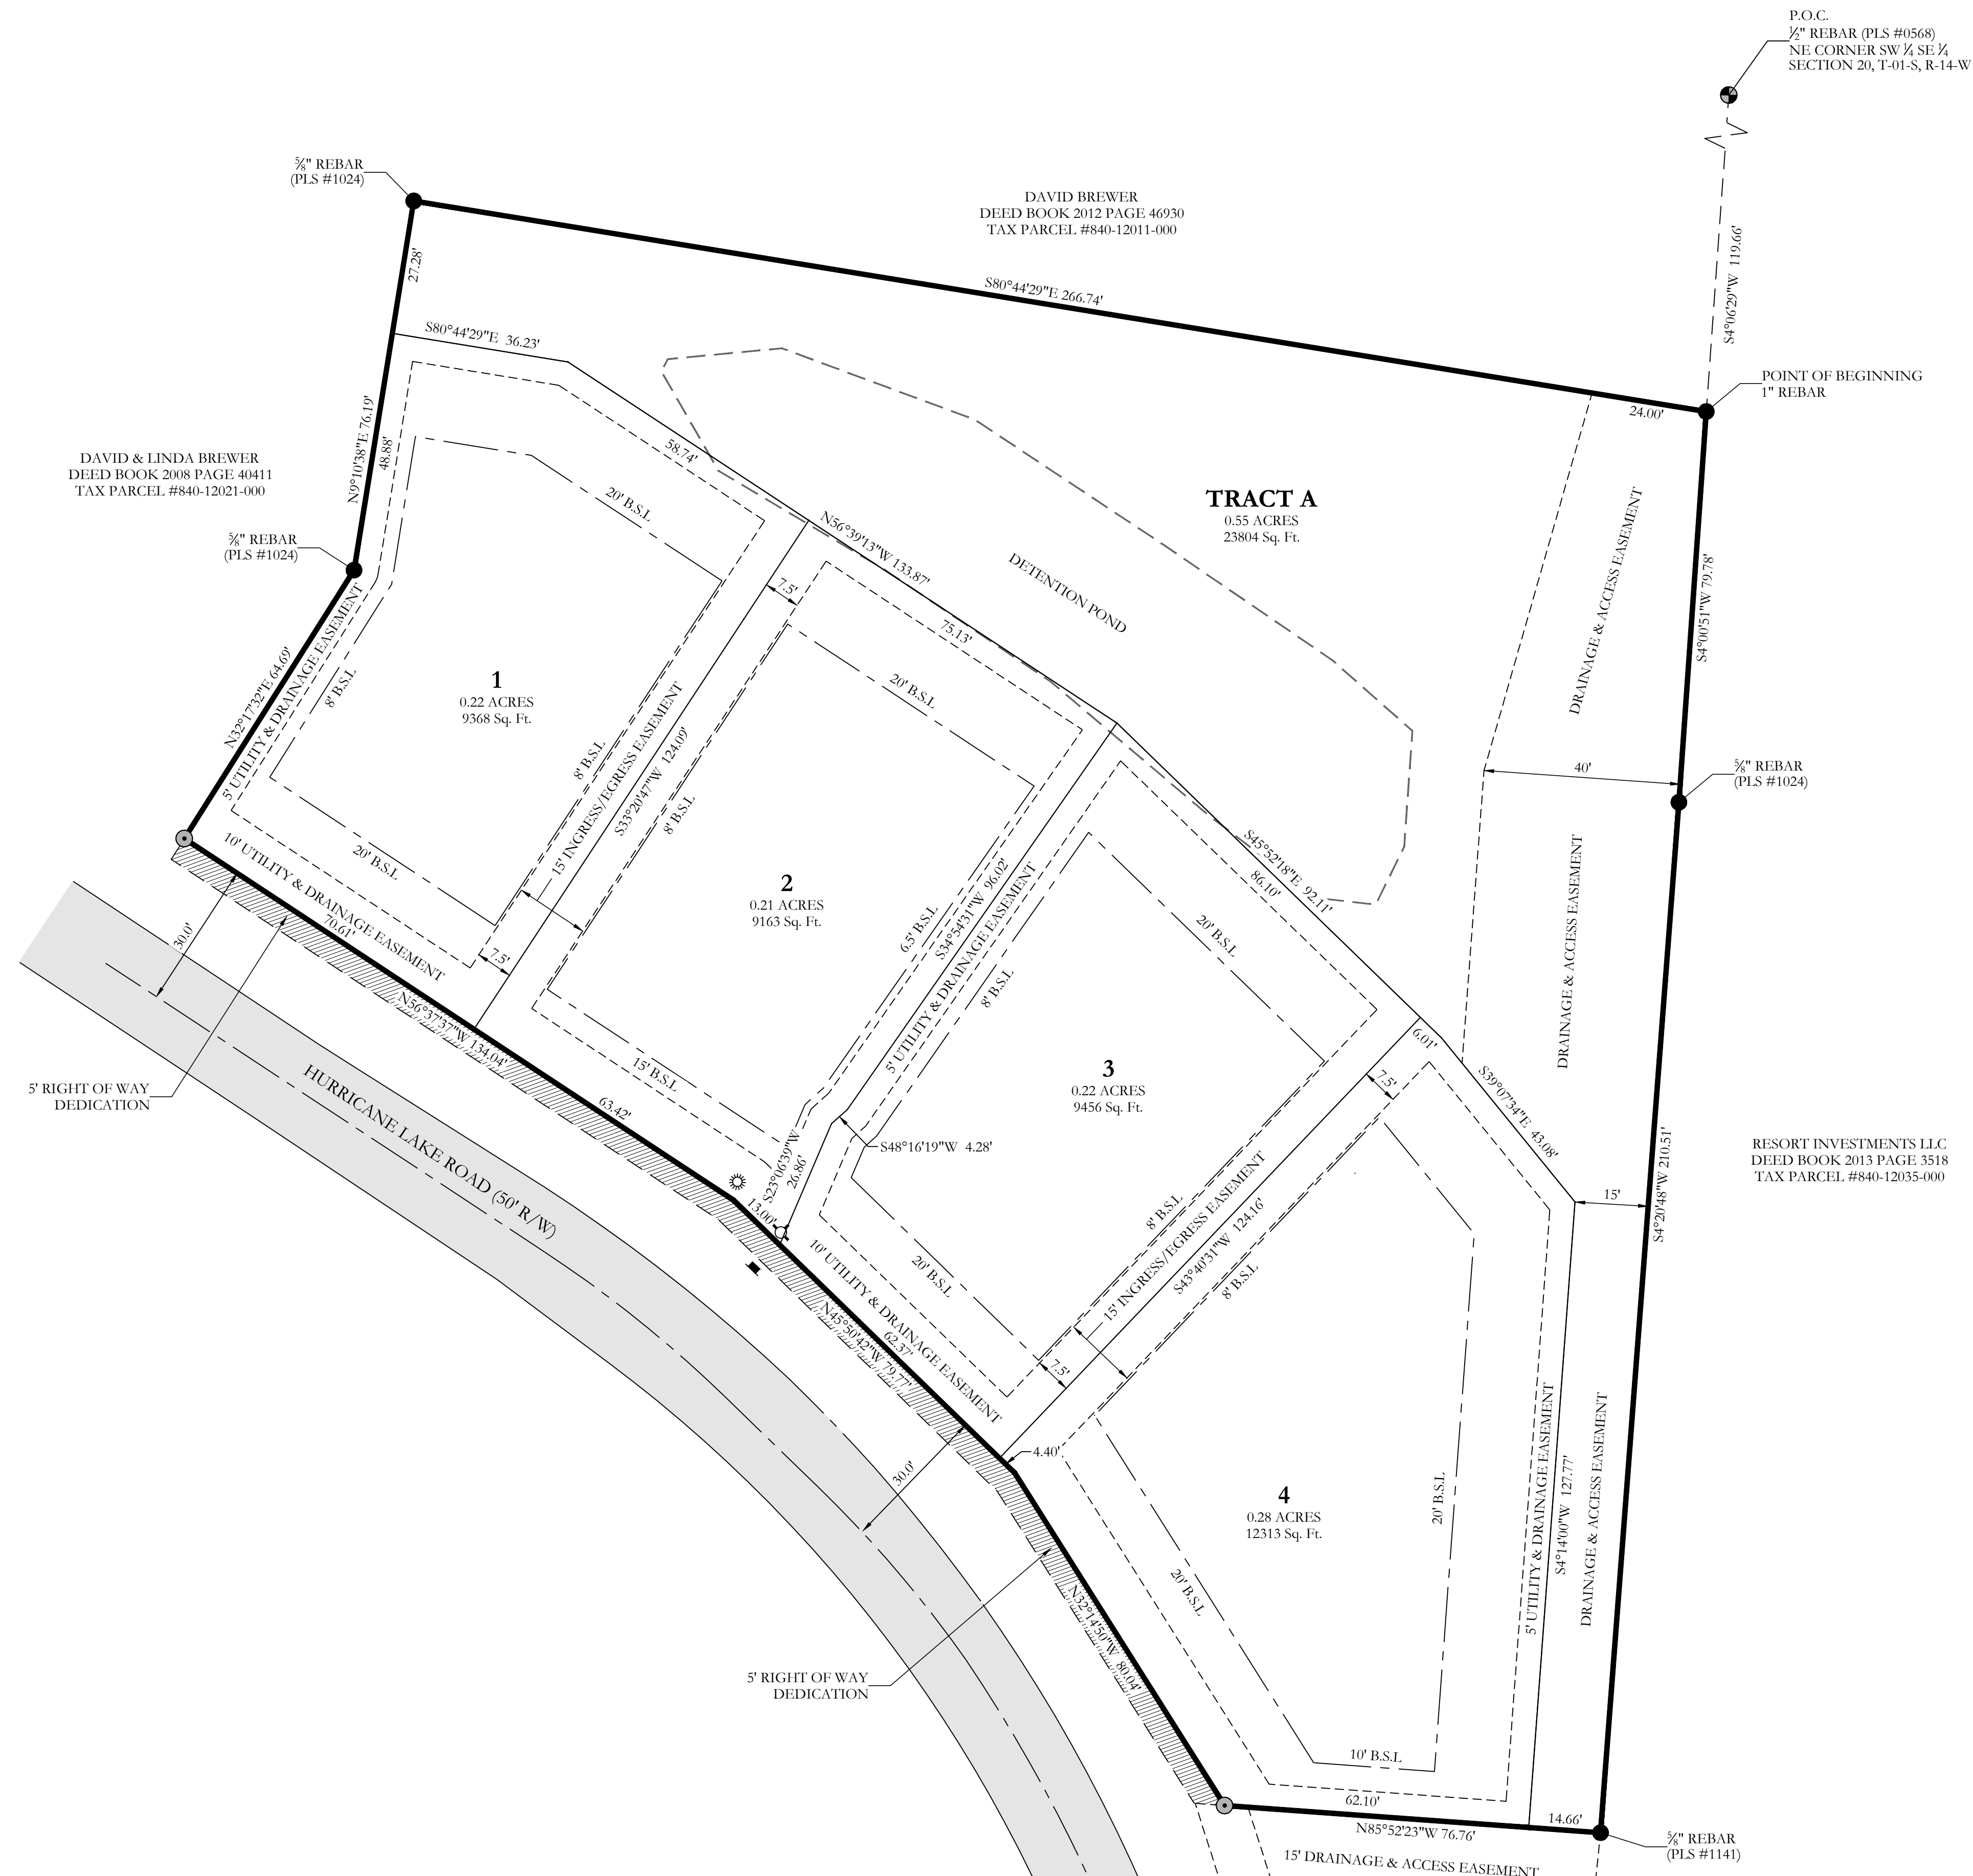 P.O.C.
½" REBAR (PLS #0568)
NE CORNER SW ¼ SE ¼
SECTION 20, T-01-S, R-14-W
S4°06'29"W 119.66'
⅝" REBAR
(PLS #1024)
DAVID BREWER
DEED BOOK 2012 PAGE 46930
TAX PARCEL #840-12011-000
27.28'
S80°44'29"E 266.74'
S80°44'29"E 36.23'
POINT OF BEGINNING
1" REBAR
24.00'
DAVID & LINDA BREWER
DEED BOOK 2008 PAGE 40411
TAX PARCEL #840-12021-000
N9°10'38"E 76.19'
48.88'
58.74'
20' B.S.L
TRACT A
0.55 ACRES
23804 Sq. Ft.
DRAINAGE & ACCESS EASEMENT
S4°00'51"W 79.78'
⅝" REBAR
(PLS #1024)
N56°39'13"W 133.87'
DETENTION POND
7.5'
75.13'
N32°17'32"E 64.69'
5' UTILITY & DRAINAGE EASEMENT
8' B.S.L
1
0.22 ACRES
9368 Sq. Ft.
8' B.S.L
15' INGRESS/EGRESS EASEMENT
S33°20'47"W 124.09'
8' B.S.L
20' B.S.L
40'
⅝" REBAR
(PLS #1024)
10' UTILITY & DRAINAGE EASEMENT
20' B.S.L
70.61'
30.0'
7.5'
2
0.21 ACRES
9163 Sq. Ft.
6.5' B.S.L
S34°54'31"W 96.02'
5' UTILITY & DRAINAGE EASEMENT
8' B.S.L
S45°52'18"E 92.11'
86.10'
20' B.S.L
DRAINAGE & ACCESS EASEMENT
N56°37'37"W 134.04'
15' B.S.L
63.42'
5' RIGHT OF WAY
DEDICATION
HURRICANE LAKE ROAD (50' R/W)
3
0.22 ACRES
9456 Sq. Ft.
6.01'
7.5'
S39°07'34"E 43.08'
S48°16'19"W 4.28'
S23°06'39"W
26.86'
13.00'
RESORT INVESTMENTS LLC
DEED BOOK 2013 PAGE 3518
TAX PARCEL #840-12035-000
S4°20'48"W 210.51'
15'
8' B.S.L
15' INGRESS/EGRESS EASEMENT
S43°40'31"W 124.16'
8' B.S.L
10' UTILITY & DRAINAGE EASEMENT
20' B.S.L
62.37'
N45°50'42"W 79.77'
7.5'
4.40'
30.0'
4
0.28 ACRES
12313 Sq. Ft.
20' B.S.L
20' B.S.L
5' UTILITY & DRAINAGE EASEMENT
S4°14'00"W 127.77'
DRAINAGE & ACCESS EASEMENT
N32°14'50"W 80.04'
5' RIGHT OF WAY
DEDICATION
10' B.S.L
62.10'
14.66'
N85°52'23"W 76.76'
⅝" REBAR
(PLS #1141)
15' DRAINAGE & ACCESS EASEMENT